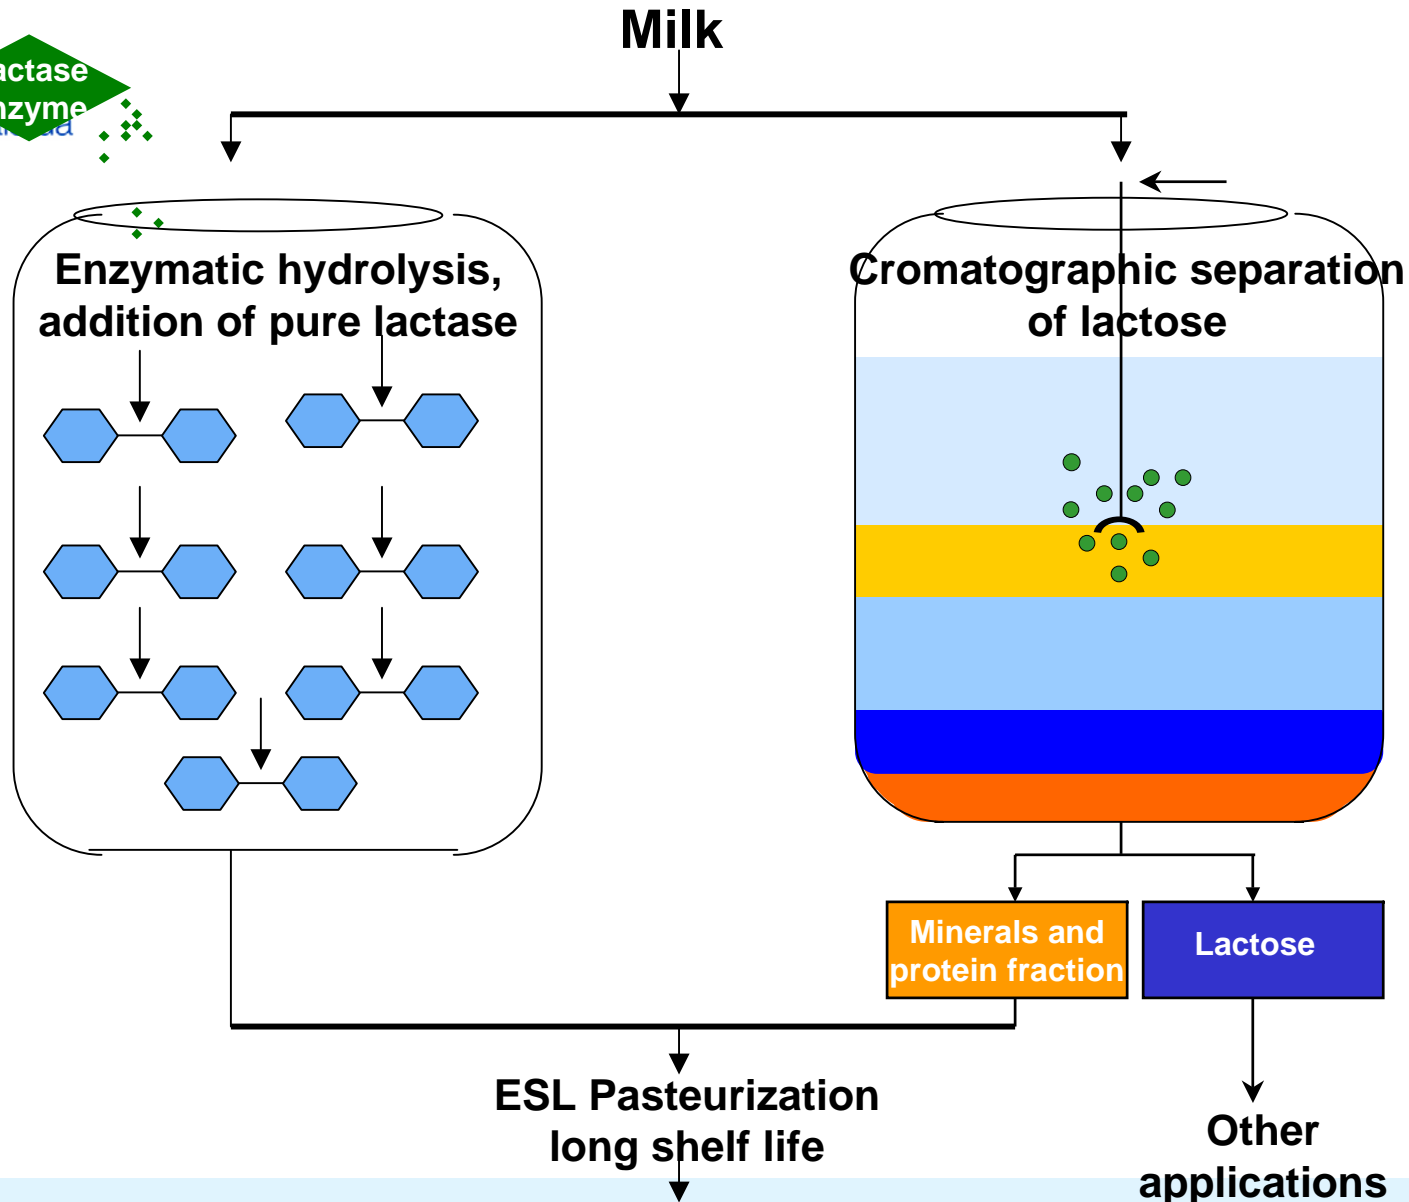 Milk
actase
nzyme
Enzymatic hydrolysis,
addition of pure lactase
Cromatographic separation
of lactose
Minerals and
protein fraction
Lactose
ESL Pasteurization
long shelf life
Other
applications